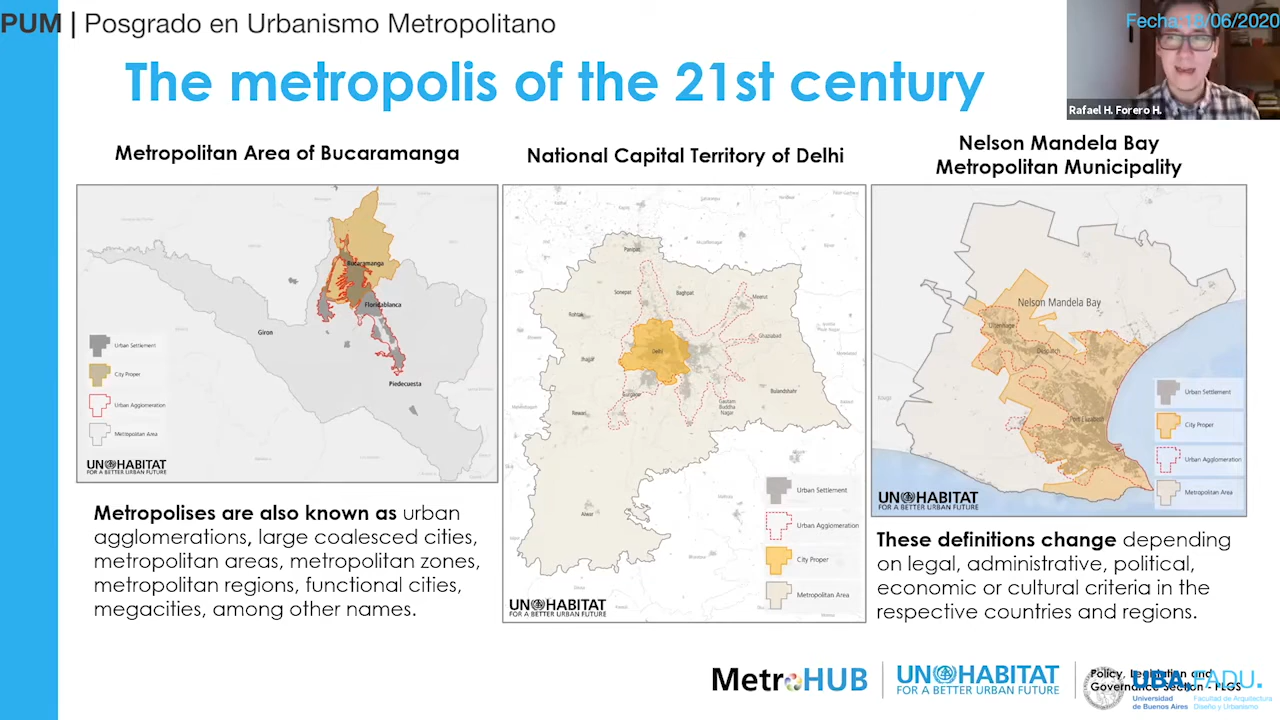 PUM | Posgrado en Urbanismo Metropolitano
Fecha:18/06/2020
The metropolis of the 21st century
Rafael H. Forero H.
Metropolitan Area of Bucaramanga
Bucaramanga
Floridablanca
Giron
Piedecuesta
Urban Settlement
City Proper
Urban Agglomeration
Metropolitan Area
UN HABITAT
FOR A BETTER URBAN FUTURE
Metropolises are also known as urban
agglomerations, large coalesced cities,
metropolitan areas, metropolitan zones,
metropolitan regions, functional cities,
megacities, among other names.
National Capital Territory of Delhi
Panipat
Sonepat
Baghpat
Meerut
Rohtak
Ghaziabad
Jhajjar
Delhi
Gurgaon
Bulandshahr
Rewari
Gautam
Buddha
Nagar
Alwar
Urban Settlement
Urban Agglomeration
City Proper
Metropolitan Area
UN HABITAT
FOR A BETTER URBAN FUTURE
Nelson Mandela Bay
Metropolitan Municipality
Nelson Mandela Bay
Uitenhage
Despatch
Port Elizabeth
Urban Settlement
City Proper
Urban Agglomeration
Metropolitan Area
UN HABITAT
FOR A BETTER URBAN FUTURE
These definitions change depending
on legal, administrative, political,
economic or cultural criteria in the
respective countries and regions.
MetroHUB
UN HABITAT
FOR A BETTER URBAN FUTURE
Policy, Legislation and
Governance Section - PLGS
UBA FADU.
Universidad
de Buenos Aires
Facultad de Arquitectura
Diseño y Urbanismo